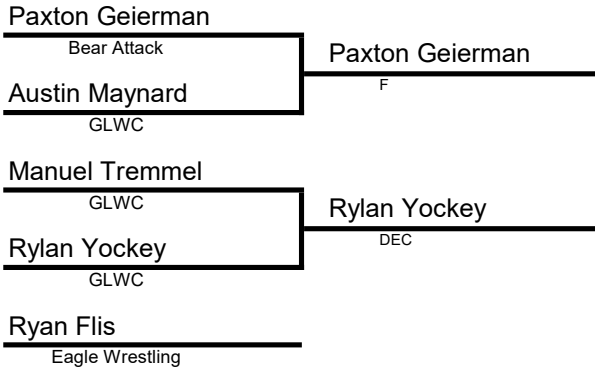 Paxton Geierman
Bear Attack
Paxton Geierman
F
Austin Maynard
GLWC
Manuel Tremmel
GLWC
Rylan Yockey
DEC
Rylan Yockey
GLWC
Ryan Flis
Eagle Wrestling